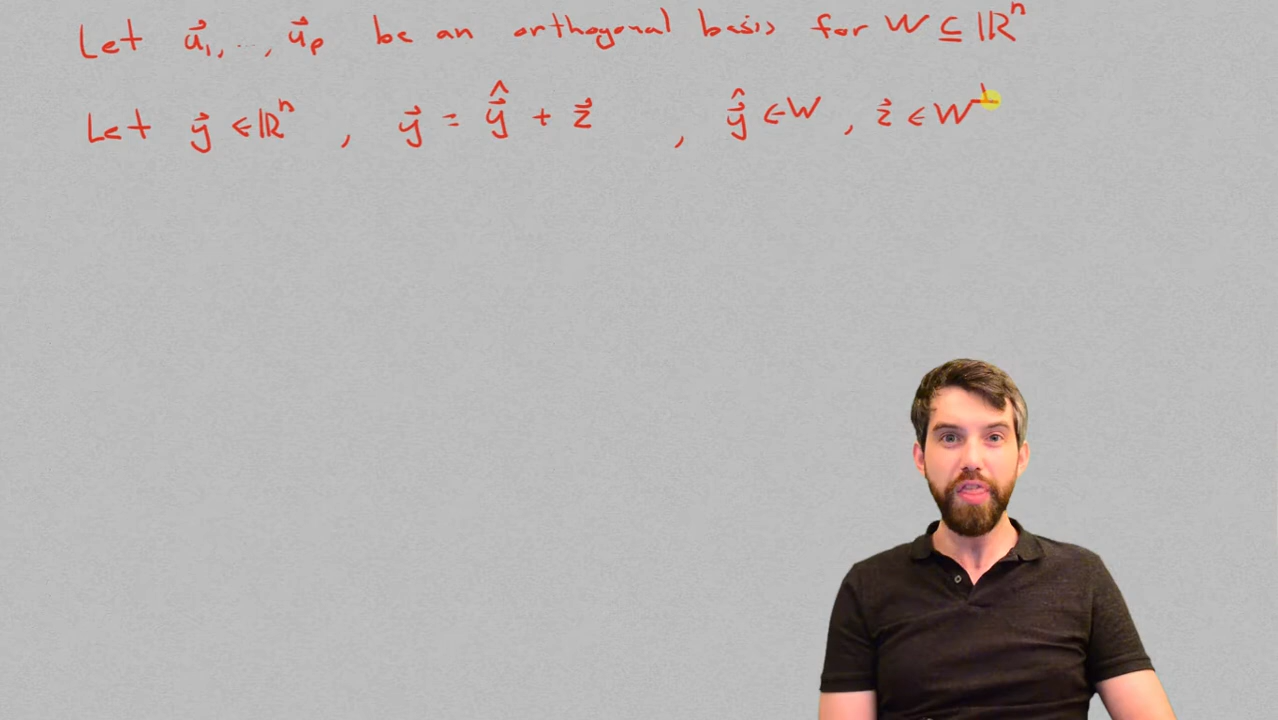 Let u⃗₁, ..., u⃗ₚ be an orthogonal basis for W ⊆ ℝⁿ
Let y⃗ ∈ ℝⁿ, y⃗ = ŷ⃗ + z⃗, ŷ⃗ ∈ W, z⃗ ∈ W^⊥